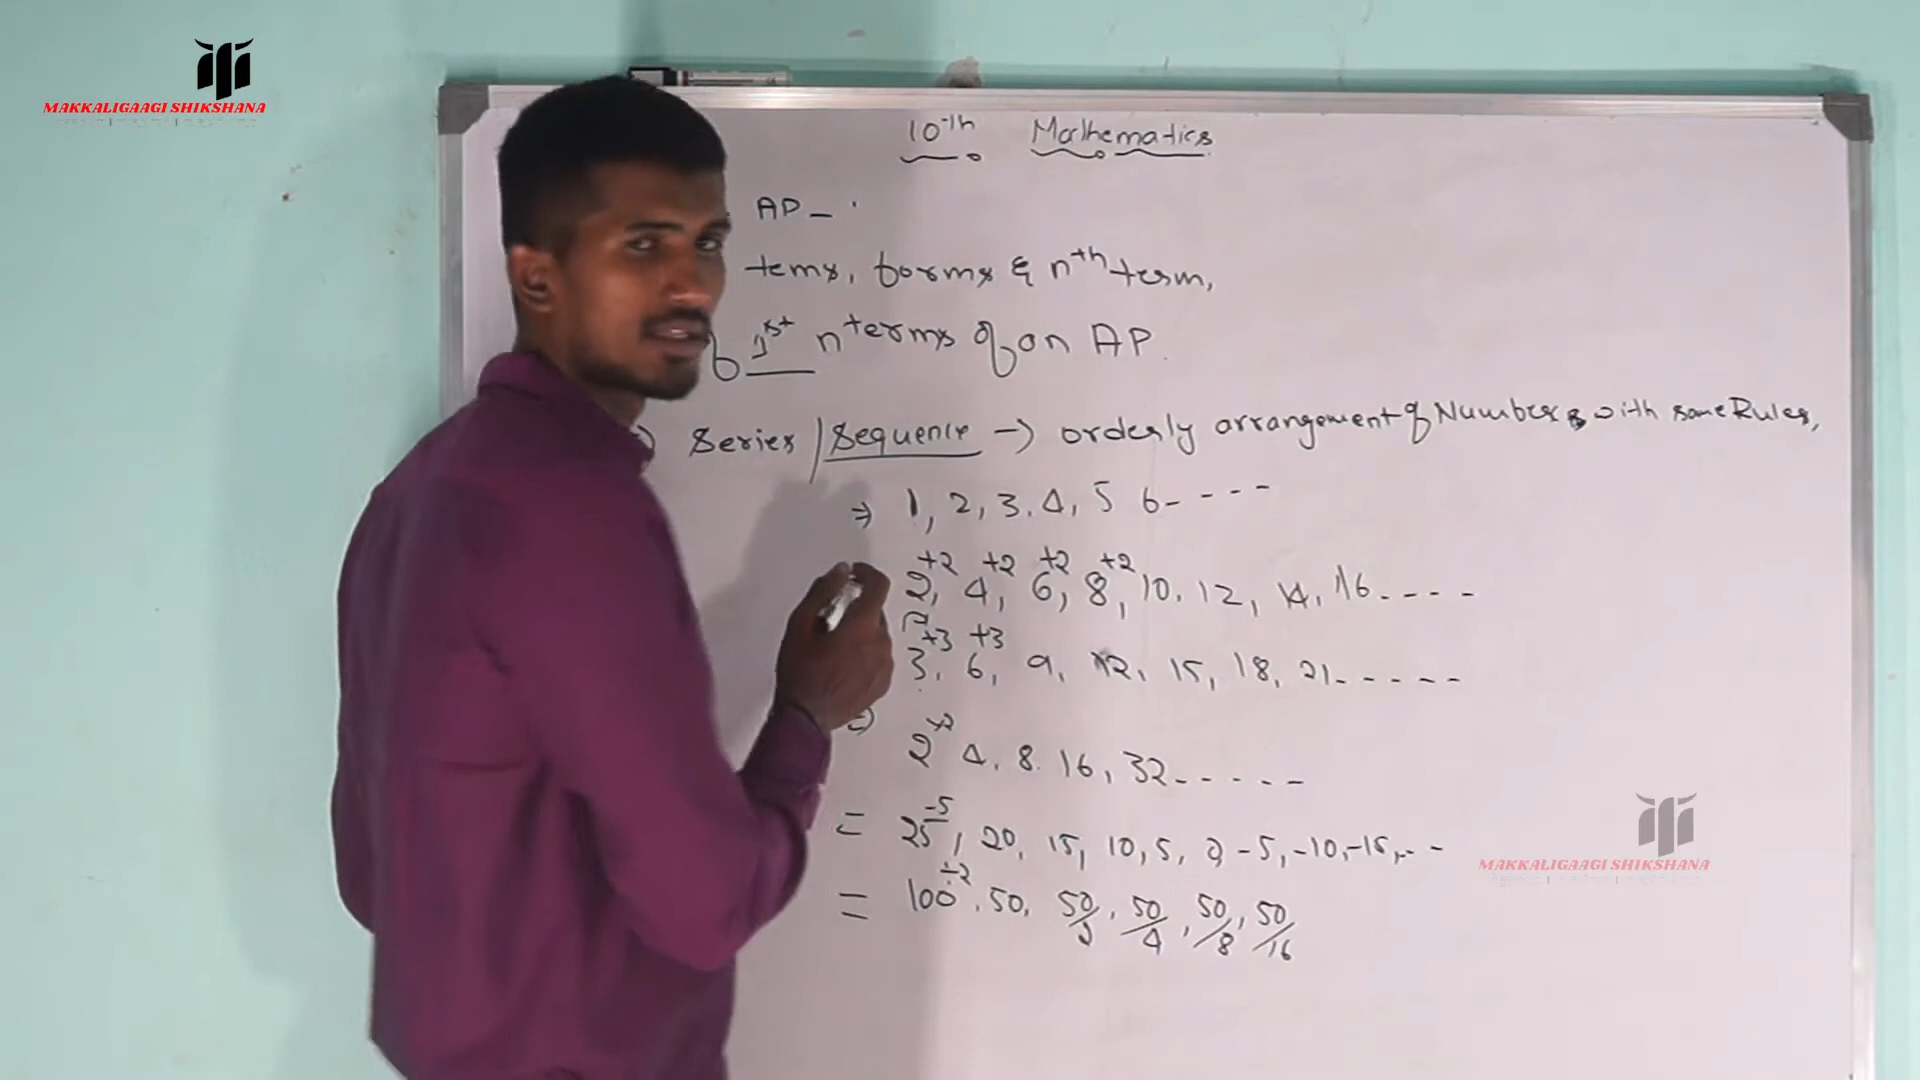 MAKKALIGAAGI SHIKSHANA
10th Mathematics
AP -
tems, forms & nth term,
1st n terms of an AP.
Series / Sequence → orderly arrangement of Numbers with some Rules,
⇒ 1, 2, 3, 4, 5 6 - - - -
+2 +2 +2 +2
2, 4, 6, 8, 10, 12, 14, 16 - - - -
+3 +3
3, 6, 9, 12, 15, 18, 21 - - - - -
×2
2 4, 8 16, 32 - - - - -
-5
= 25, 20, 15, 10, 5, 0, -5, -10, -15, - -
÷2
= 100, 50, 50/2, 50/4, 50/8, 50/16
MAKKALIGAAGI SHIKSHANA